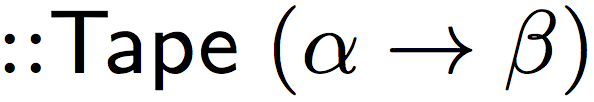 ::Tape (α → β)